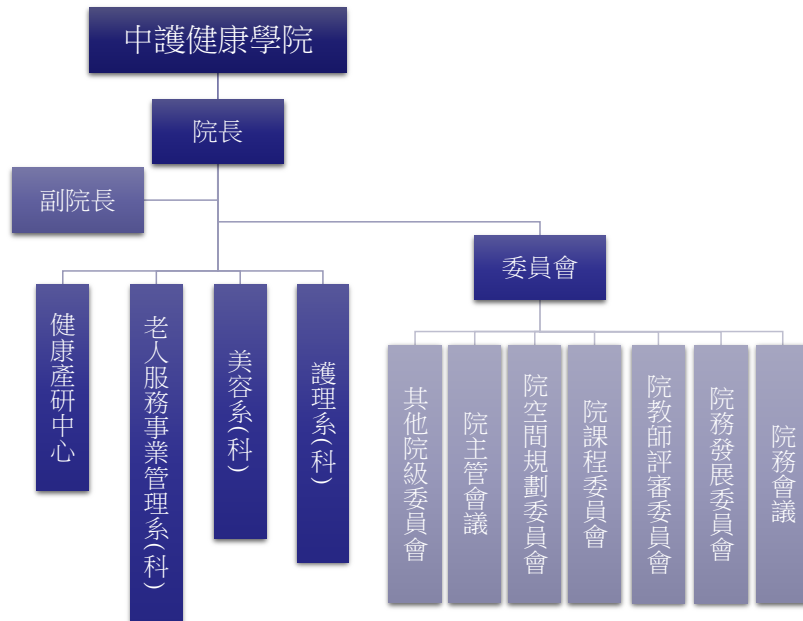 中護健康學院
院長
副院長
委員會
健康產研中心
老人服務事業管理系(科)
美容系(科)
護理系(科)
其他院級委員會
院主管會議
院空間規劃委員會
院課程委員會
院教師評審委員會
院務發展委員會
院務會議